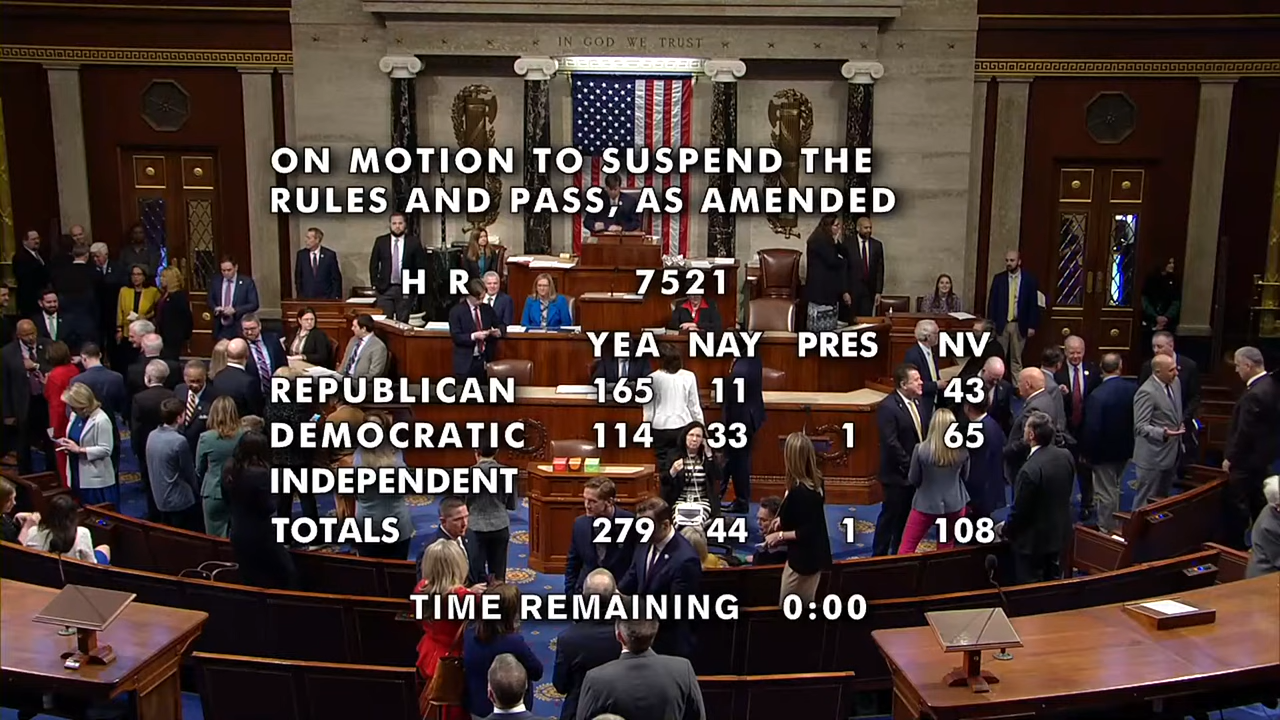 IN GOD WE TRUST
ON MOTION TO SUSPEND THE
RULES AND PASS, AS AMENDED
H R 7521
YEA NAY PRES NV
REPUBLICAN 165 11 43
DEMOCRATIC 114 33 1 65
INDEPENDENT
TOTALS 279 44 1 108
TIME REMAINING 0:00